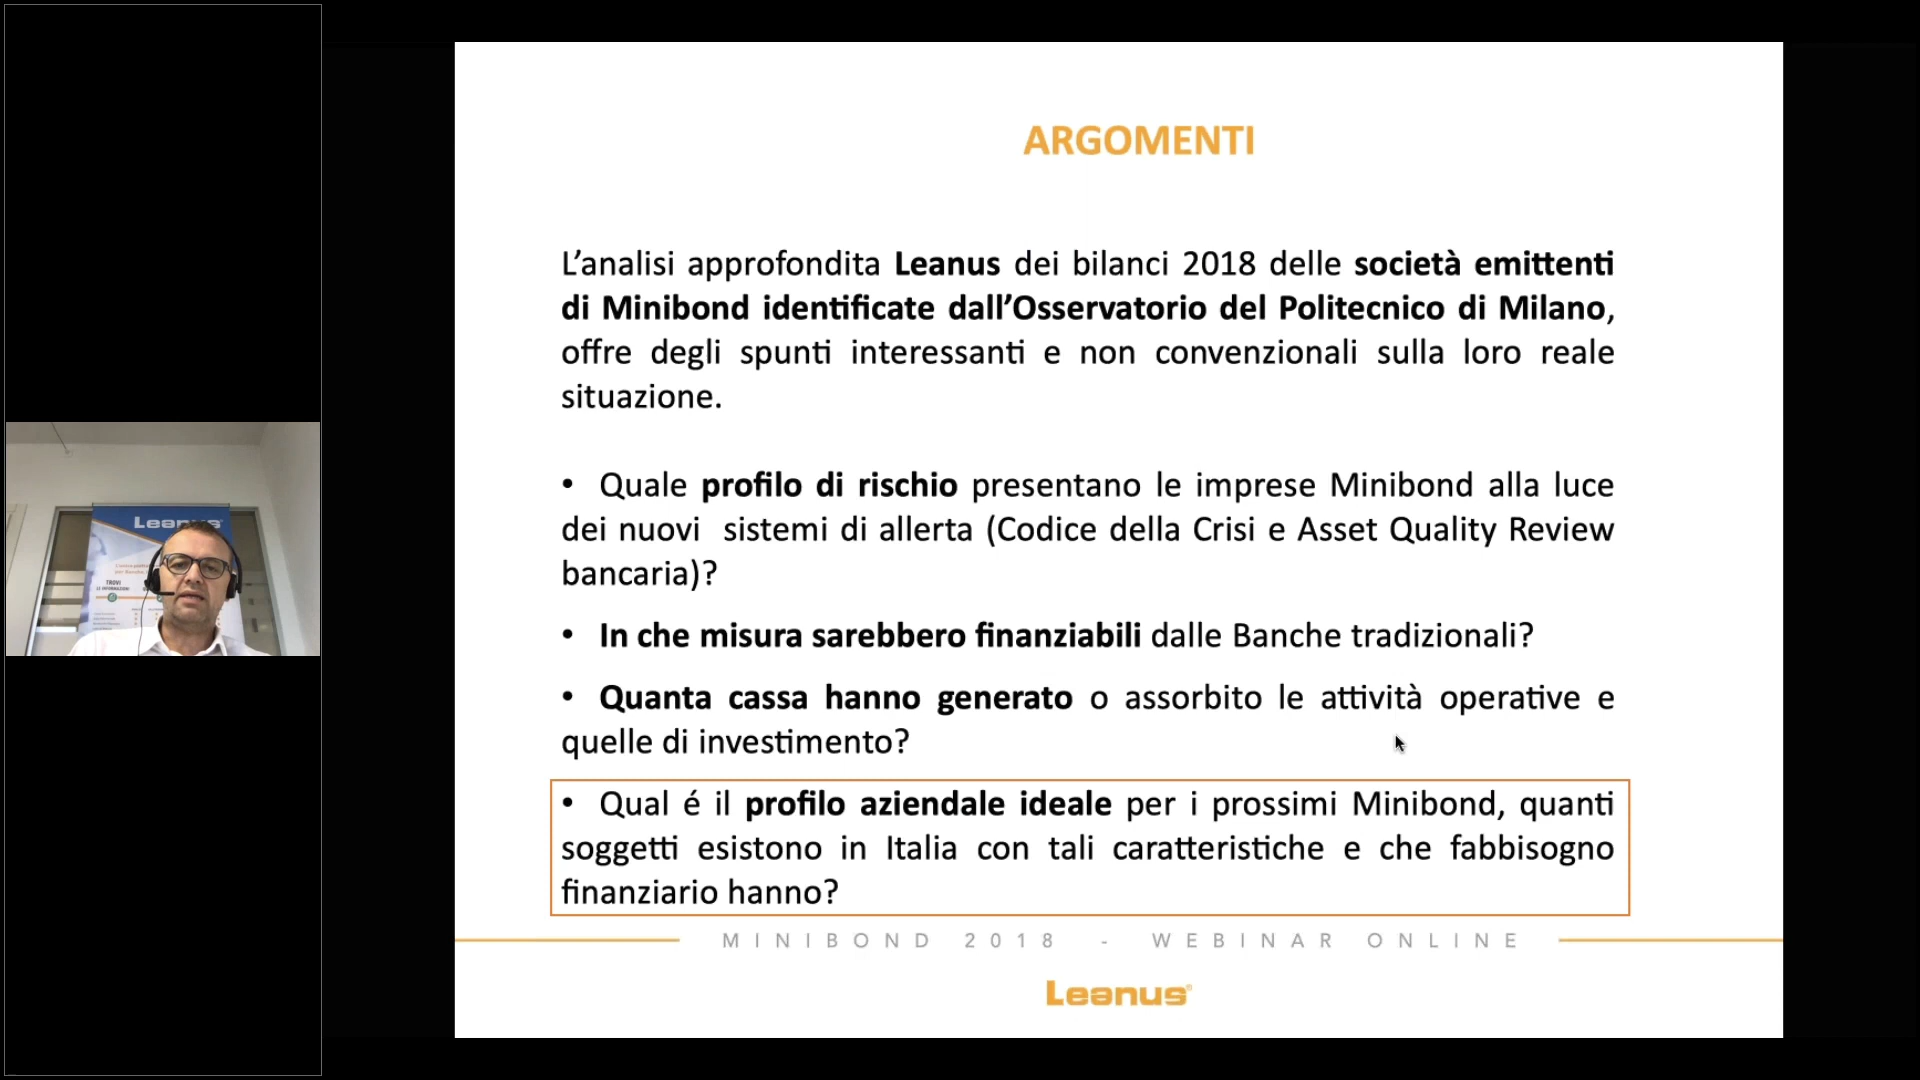 ARGOMENTI
L’analisi approfondita Leanus dei bilanci 2018 delle società emittenti
di Minibond identificate dall’Osservatorio del Politecnico di Milano,
offre degli spunti interessanti e non convenzionali sulla loro reale
situazione.
• Quale profilo di rischio presentano le imprese Minibond alla luce
dei nuovi sistemi di allerta (Codice della Crisi e Asset Quality Review
bancaria)?
• In che misura sarebbero finanziabili dalle Banche tradizionali?
• Quanta cassa hanno generato o assorbito le attività operative e
quelle di investimento?
• Qual é il profilo aziendale ideale per i prossimi Minibond, quanti
soggetti esistono in Italia con tali caratteristiche e che fabbisogno
finanziario hanno?
MINIBOND 2018 - WEBINAR ONLINE
Leanus®
Leanus
TROVI
LE INFORMAZIONI